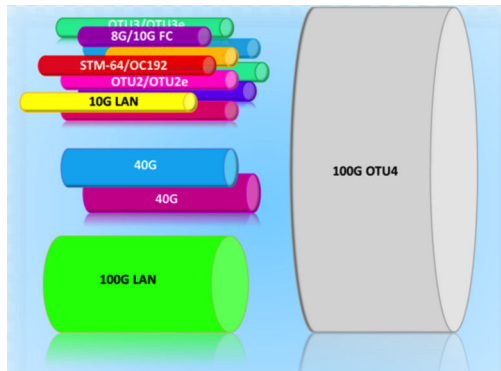 OTU3/OTU3e
8G/10G FC
STM-64/OC192
OTU2/OTU2e
10G LAN
40G
40G
100G LAN
100G OTU4